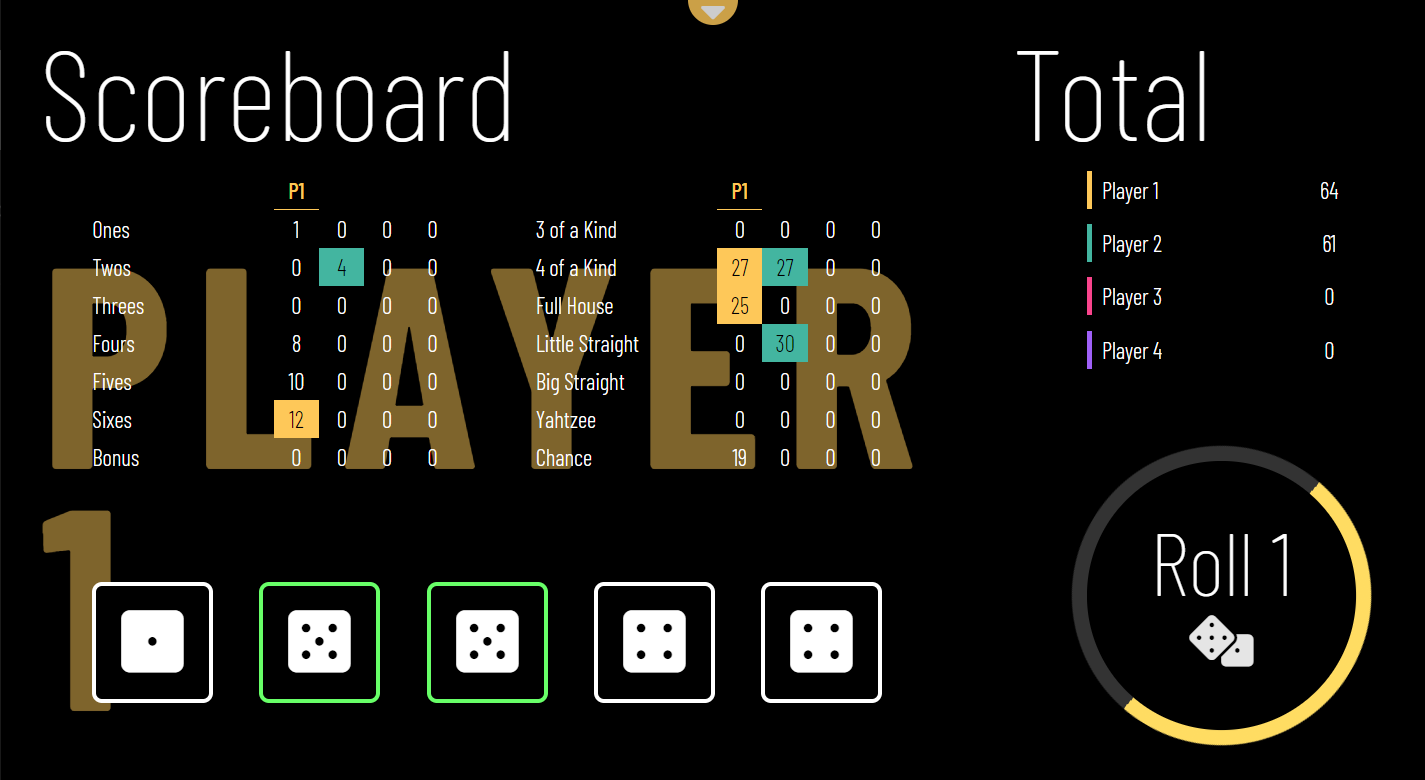 Scoreboard
Total
P1
P1
Ones 1 0 0 0
3 of a Kind 0 0 0 0
Twos 0 4 0 0
4 of a Kind 27 27 0 0
Threes 0 0 0 0
Full House 25 0 0 0
Fours 8 0 0 0
Little Straight 0 30 0 0
Fives 10 0 0 0
Big Straight 0 0 0 0
Sixes 12 0 0 0
Yahtzee 0 0 0 0
Bonus 0 0 0 0
Chance 19 0 0 0
Player 1 64
Player 2 61
Player 3 0
Player 4 0
PLAYER
1
Roll 1